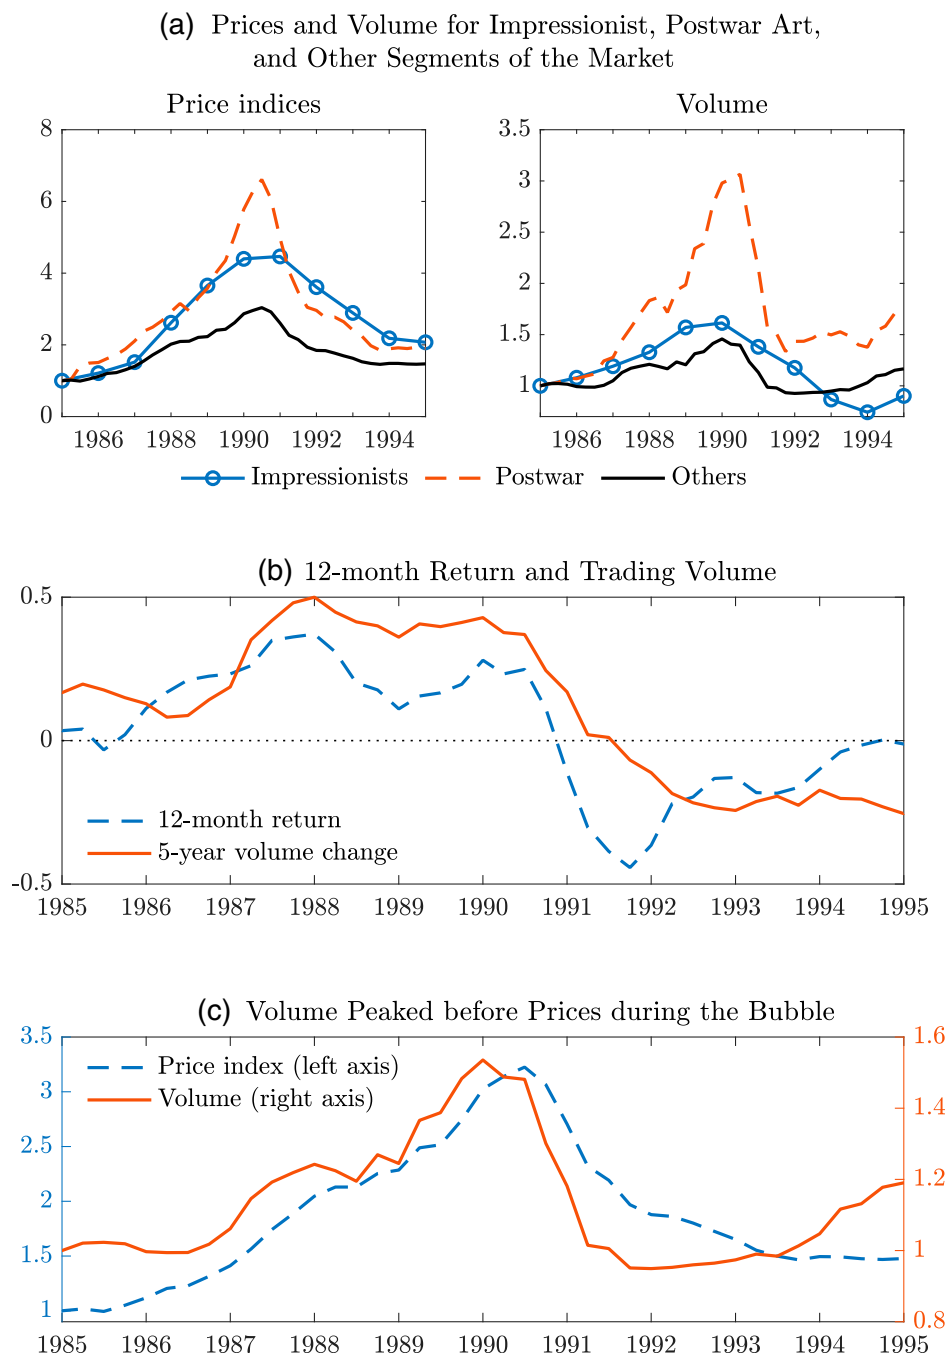 (a) Prices and Volume for Impressionist, Postwar Art,
and Other Segments of the Market
Price indices
Volume
8
6
4
2
0
1986 1988 1990 1992 1994
3.5
3
2.5
2
1.5
1
1986 1988 1990 1992 1994
Impressionists Postwar Others
(b) 12-month Return and Trading Volume
0.5
0
-0.5
12-month return
5-year volume change
1985 1986 1987 1988 1989 1990 1991 1992 1993 1994 1995
(c) Volume Peaked before Prices during the Bubble
3.5
3
2.5
2
1.5
1
Price index (left axis)
Volume (right axis)
1.6
1.4
1.2
1
0.8
1985 1986 1987 1988 1989 1990 1991 1992 1993 1994 1995